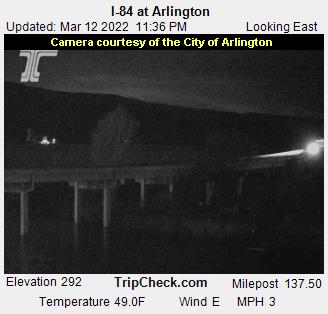 I-84 at Arlington
Updated: Mar 12 2022 11:36 PM Looking East
Camera courtesy of the City of Arlington
Elevation 292 TripCheck.com Milepost 137.50
Temperature 49.0F Wind E MPH 3